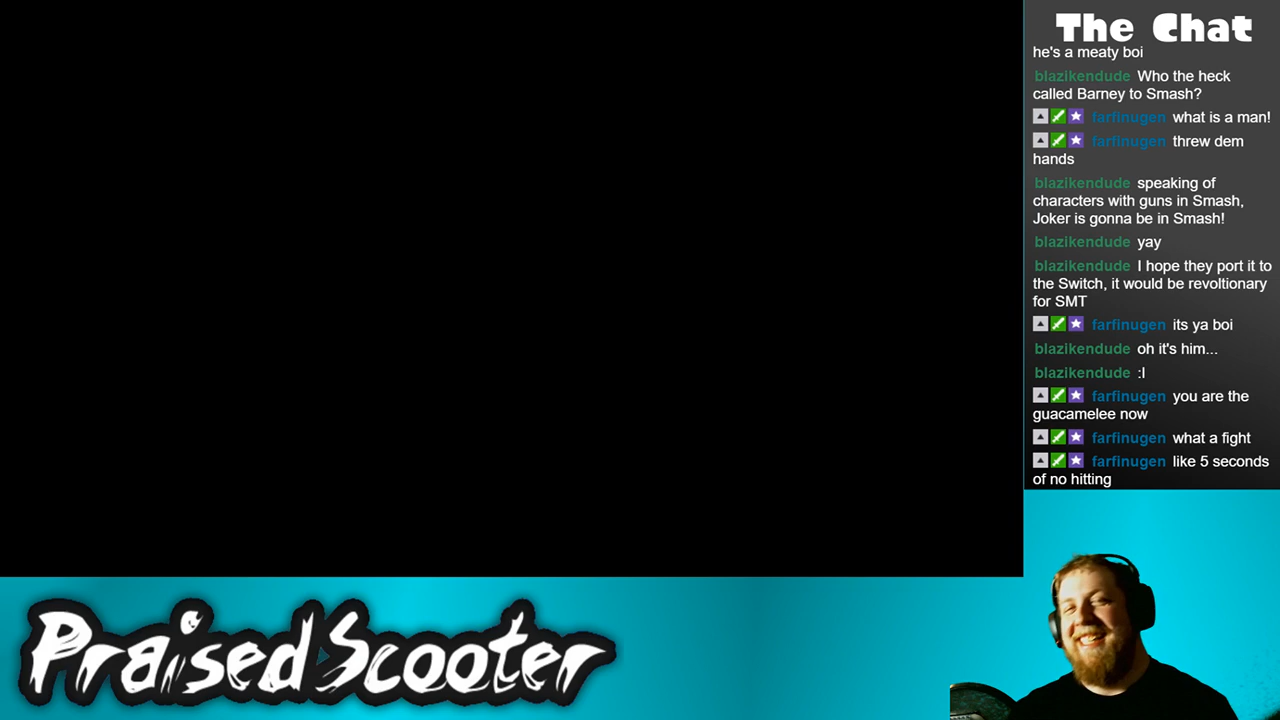 The Chat
he's a meaty boi
blazikendude Who the heck
called Barney to Smash?
farfinugen what is a man!
farfinugen threw dem
hands
blazikendude speaking of
characters with guns in Smash,
Joker is gonna be in Smash!
blazikendude yay
blazikendude I hope they port it to
the Switch, it would be revoltionary
for SMT
farfinugen its ya boi
blazikendude oh it's him...
blazikendude :I
farfinugen you are the
guacamelee now
farfinugen what a fight
farfinugen like 5 seconds
of no hitting
PraisedScooter